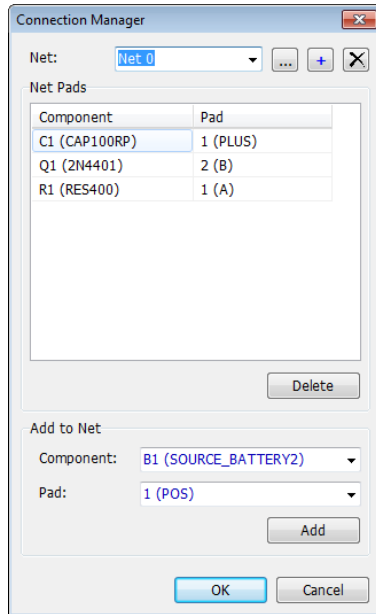 Connection Manager
Net: Net 0 ... +
Net Pads
Component Pad
C1 (CAP100RP) 1 (PLUS)
Q1 (2N4401) 2 (B)
R1 (RES400) 1 (A)
Delete
Add to Net
Component: B1 (SOURCE_BATTERY2)
Pad: 1 (POS)
Add
OK Cancel